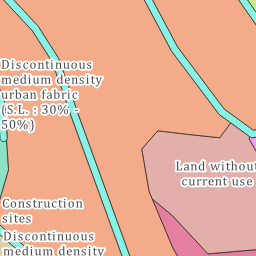 Discontinuous
medium density
urban fabric
(S.L. : 30% -
50%)
Land without
current use
Construction
sites
Discontinuous
medium density